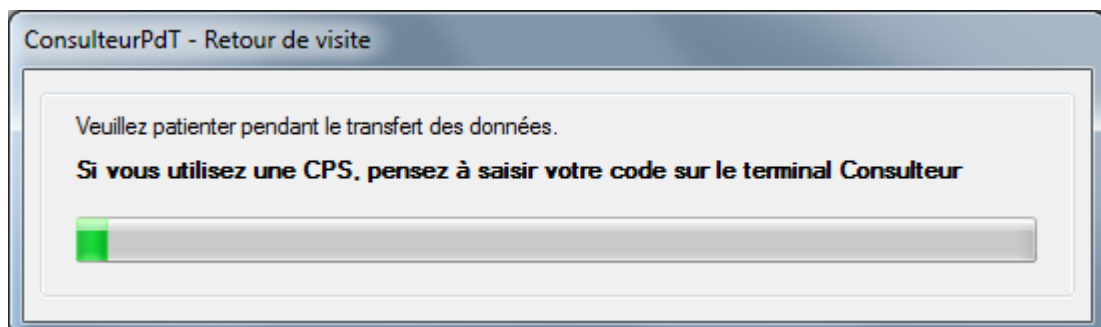 ConsulteurPdT - Retour de visite
Veuillez patienter pendant le transfert des données.
Si vous utilisez une CPS, pensez à saisir votre code sur le terminal Consulteur